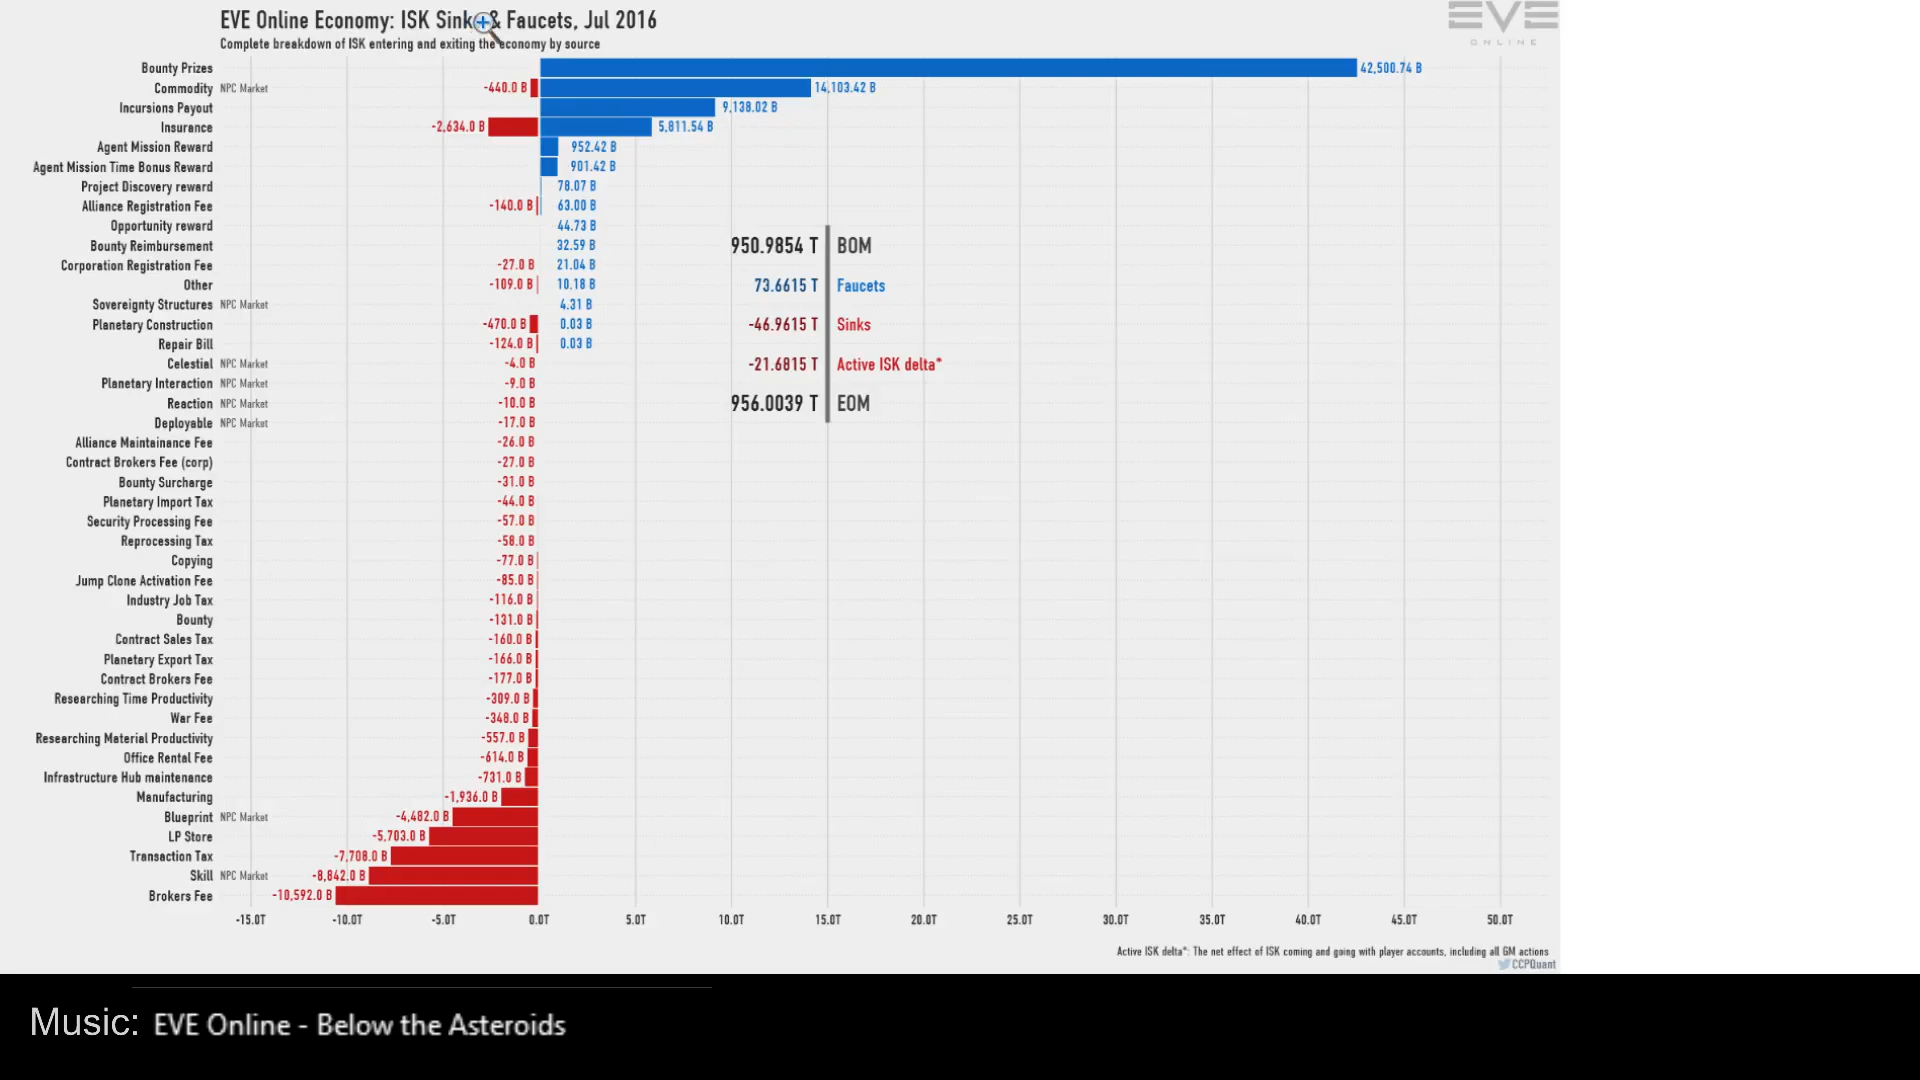 EVE Online Economy: ISK Sinks & Faucets, Jul 2016
EVE
ONLINE
Complete breakdown of ISK entering and exiting the economy by source
Bounty Prizes 42,500.74 B
Commodity NPC Market -440.0 B 14,103.42 B
Incursions Payout 9,138.02 B
Insurance -2,634.0 B 5,811.54 B
Agent Mission Reward 952.42 B
Agent Mission Time Bonus Reward 901.42 B
Project Discovery reward 78.07 B
Alliance Registration Fee -140.0 B 63.00 B
Opportunity reward 44.73 B
Bounty Reimbursement 32.59 B
Corporation Registration Fee -27.0 B 21.04 B
Other -109.0 B 10.18 B
Sovereignty Structures NPC Market 4.31 B
Planetary Construction -470.0 B 0.03 B
Repair Bill -124.0 B 0.03 B
Celestial NPC Market -4.0 B
Planetary Interaction NPC Market -9.0 B
Reaction NPC Market -10.0 B
Deployable NPC Market -17.0 B
Alliance Maintainance Fee -26.0 B
Contract Brokers Fee (corp) -27.0 B
Bounty Surcharge -31.0 B
Planetary Import Tax -44.0 B
Security Processing Fee -57.0 B
Reprocessing Tax -58.0 B
Copying -77.0 B
Jump Clone Activation Fee -85.0 B
Industry Job Tax -116.0 B
Bounty -131.0 B
Contract Sales Tax -160.0 B
Planetary Export Tax -166.0 B
Contract Brokers Fee -177.0 B
Researching Time Productivity -309.0 B
War Fee -348.0 B
Researching Material Productivity -557.0 B
Office Rental Fee -614.0 B
Infrastructure Hub maintenance -731.0 B
Manufacturing -1,936.0 B
Blueprint NPC Market -4,482.0 B
LP Store -5,703.0 B
Transaction Tax -7,708.0 B
Skill NPC Market -8,842.0 B
Brokers Fee -10,592.0 B
950.9854 T BOM
73.6615 T Faucets
-46.9615 T Sinks
-21.6815 T Active ISK delta*
956.0039 T EOM
-15.0T -10.0T -5.0T 0.0T 5.0T 10.0T 15.0T 20.0T 25.0T 30.0T 35.0T 40.0T 45.0T 50.0T
Active ISK delta*: The net effect of ISK coming and going with player accounts, including all GM actions
CCPQuant
Music: EVE Online - Below the Asteroids